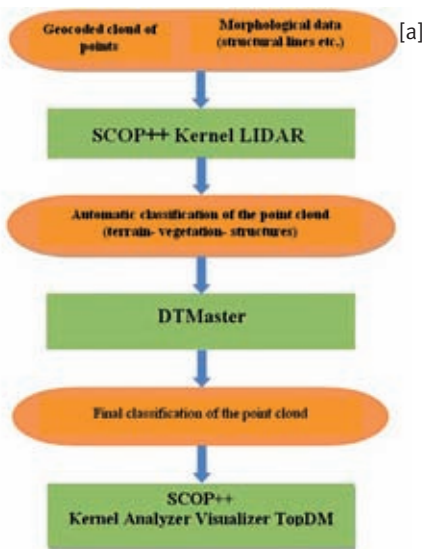 Geocoded cloud of points
Morphological data (structural lines etc.)
[a]
SCOP++ Kernel LIDAR
Automatic classification of the point cloud
(terrain- vegetation- structures)
DTMaster
Final classification of the point cloud
SCOP++
Kernel Analyzer Visualizer TopDM